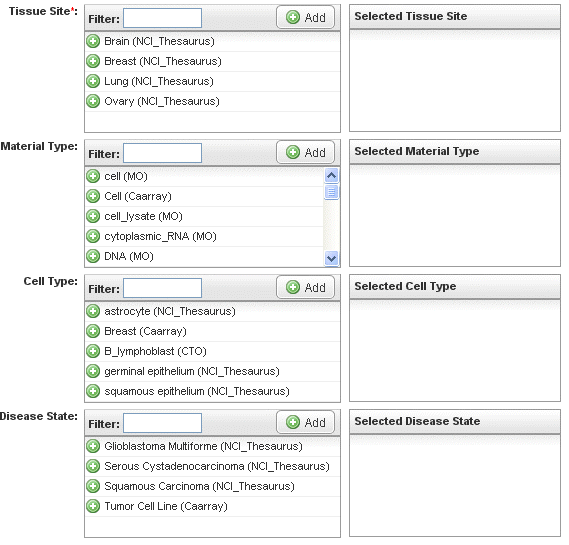 Tissue Site*: Filter: Add Selected Tissue Site
Brain (NCI_Thesaurus)
Breast (NCI_Thesaurus)
Lung (NCI_Thesaurus)
Ovary (NCI_Thesaurus)
Material Type: Filter: Add Selected Material Type
cell (MO)
Cell (Caarray)
cell_lysate (MO)
cytoplasmic_RNA (MO)
DNA (MO)
Cell Type: Filter: Add Selected Cell Type
astrocyte (NCI_Thesaurus)
Breast (Caarray)
B_lymphoblast (CTO)
germinal epithelium (NCI_Thesaurus)
squamous epithelium (NCI_Thesaurus)
Disease State: Filter: Add Selected Disease State
Glioblastoma Multiforme (NCI_Thesaurus)
Serous Cystadenocarcinoma (NCI_Thesaurus)
Squamous Carcinoma (NCI_Thesaurus)
Tumor Cell Line (Caarray)